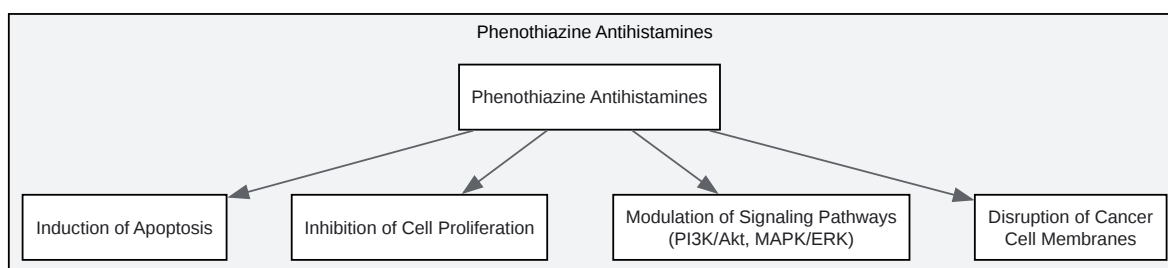 Phenothiazine Antihistamines
Phenothiazine Antihistamines
Induction of Apoptosis
Inhibition of Cell Proliferation
Modulation of Signaling Pathways
(PI3K/Akt, MAPK/ERK)
Disruption of Cancer
Cell Membranes